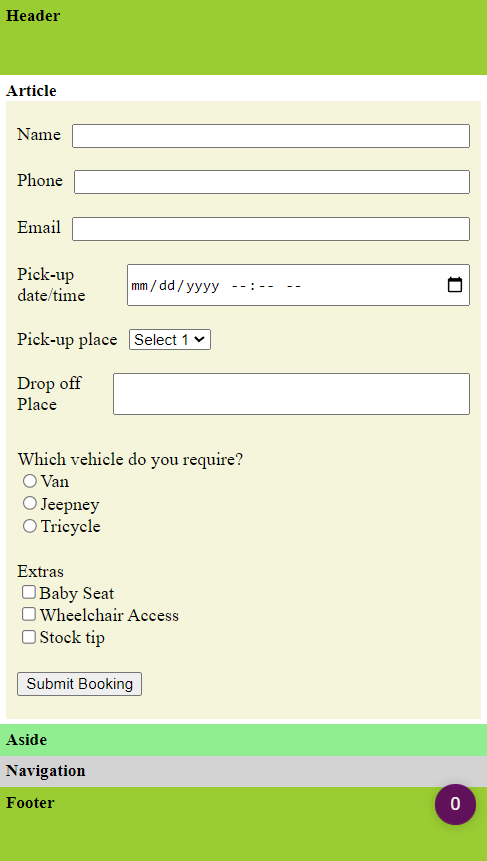 Header
Article
Name
Phone
Email
Pick-up
date/time
mm/dd/yyyy --:-- --
Pick-up place Select 1
Drop off
Place
Which vehicle do you require?
Van
Jeepney
Tricycle
Extras
Baby Seat
Wheelchair Access
Stock tip
Submit Booking
Aside
Navigation
Footer
0